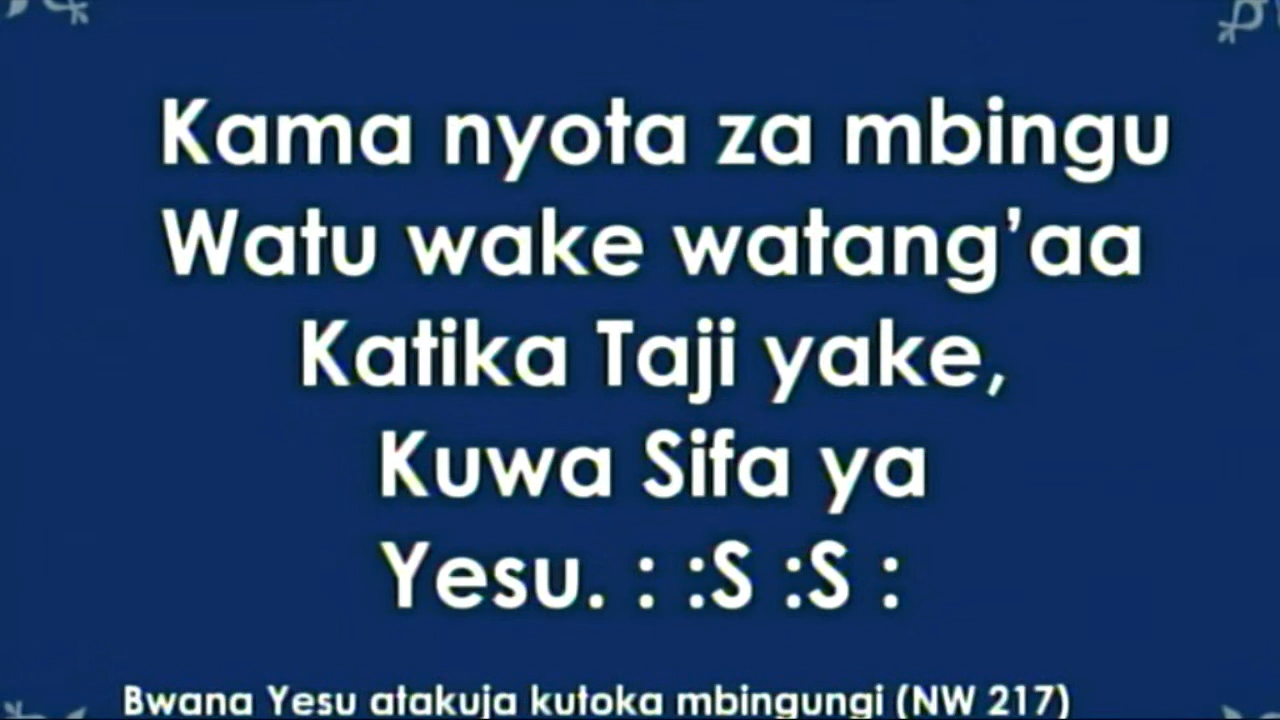 Kama nyota za mbingu
Watu wake watang'aa
Katika Taji yake,
Kuwa Sifa ya
Yesu. : :S :S :
Bwana Yesu atakuja kutoka mbingungi (NW 217)